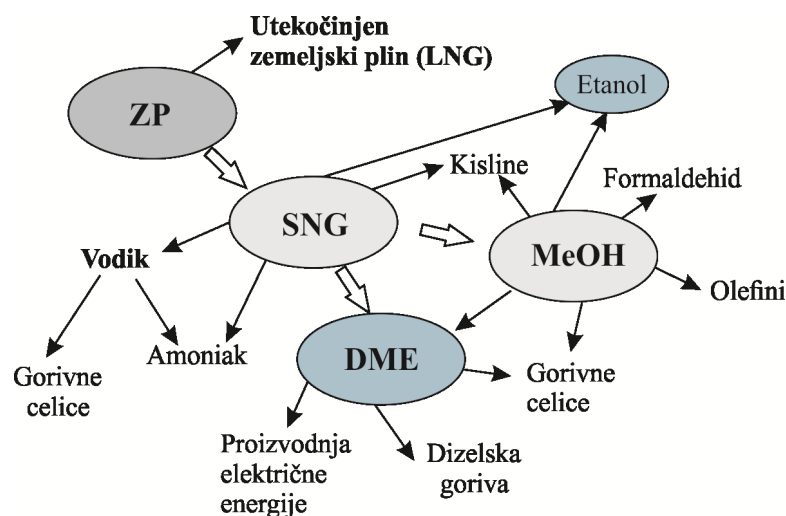 Utekočinjen
zemeljski plin (LNG)
ZP
Etanol
Kisline
Formaldehid
SNG
MeOH
Vodik
Olefini
Amoniak
DME
Gorivne
celice
Gorivne
celice
Proizvodnja
električne
energije
Dizelska
goriva